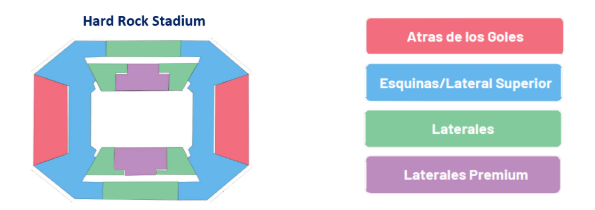 Hard Rock Stadium
Atras de los Goles
Esquinas/Lateral Superior
Laterales
Laterales Premium